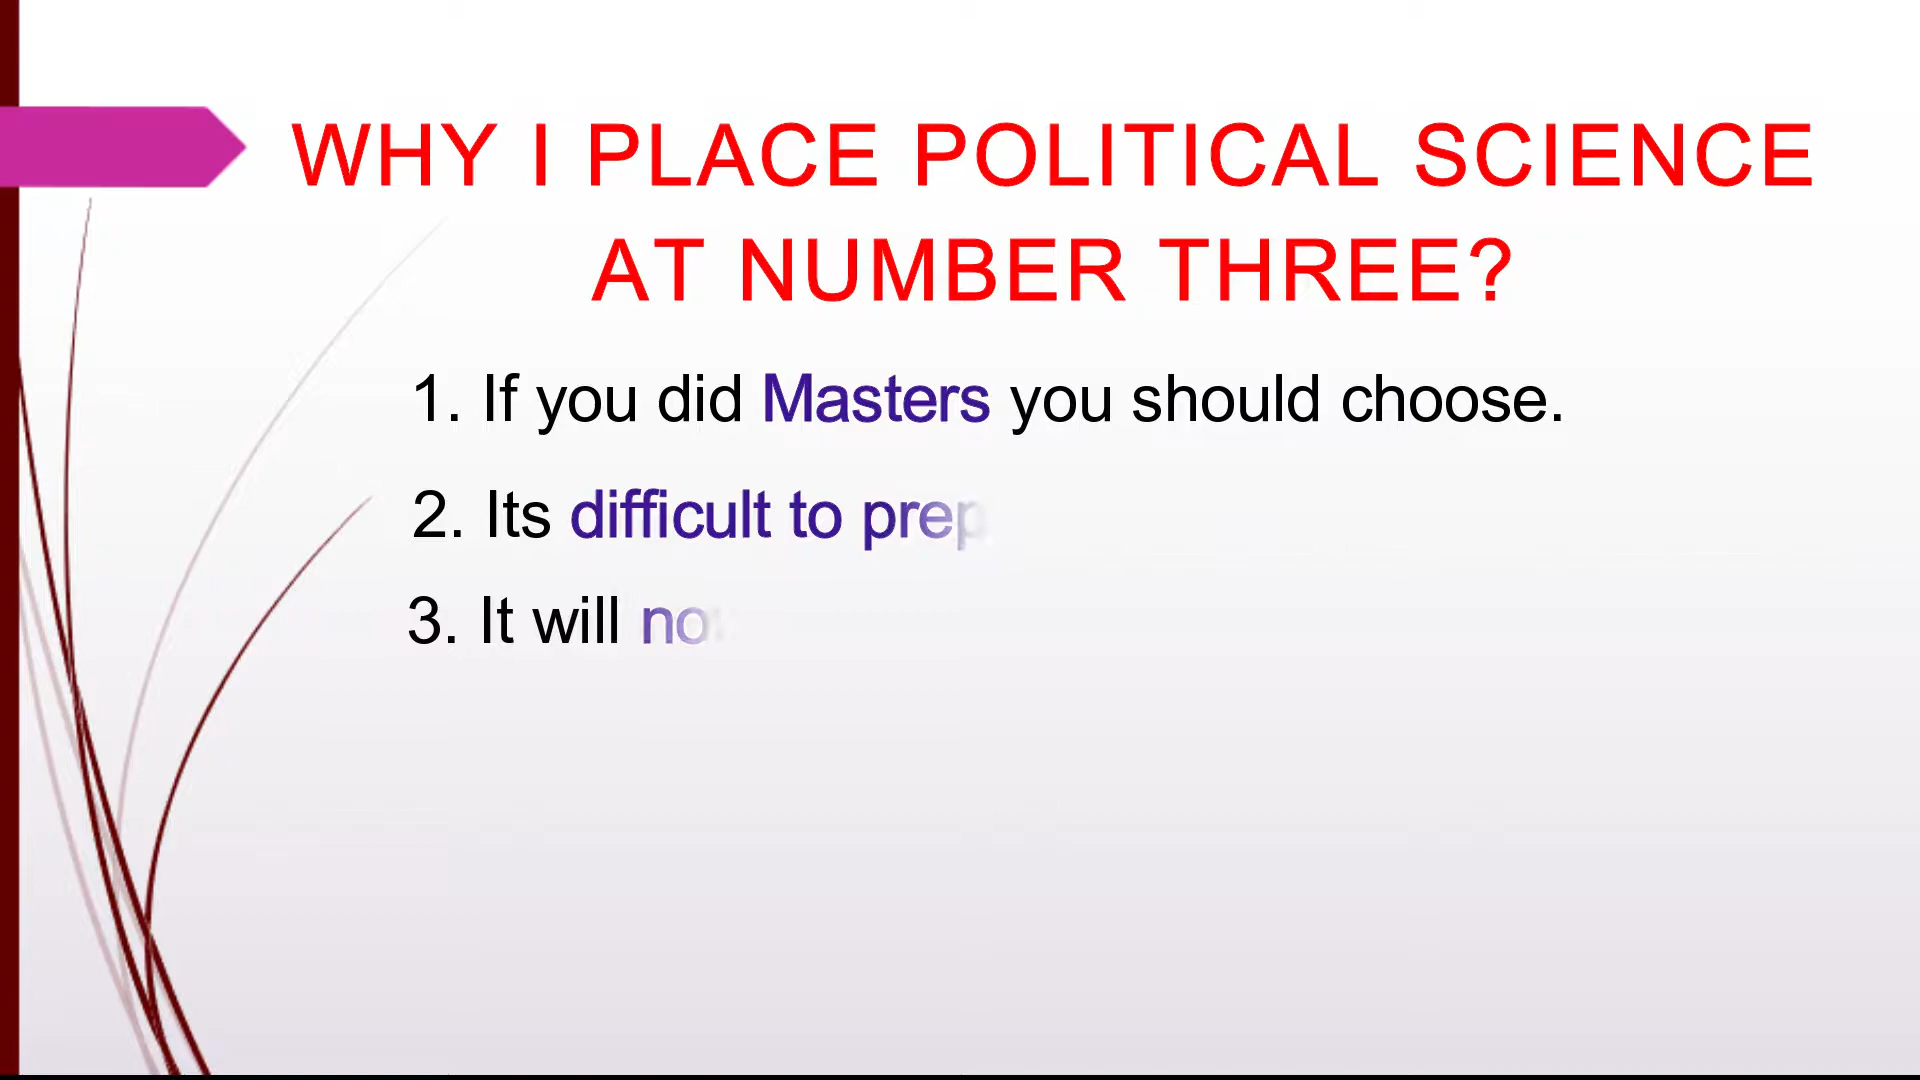 WHY I PLACE POLITICAL SCIENCE
AT NUMBER THREE?
1. If you did Masters you should choose.
2. Its difficult to
3. It will